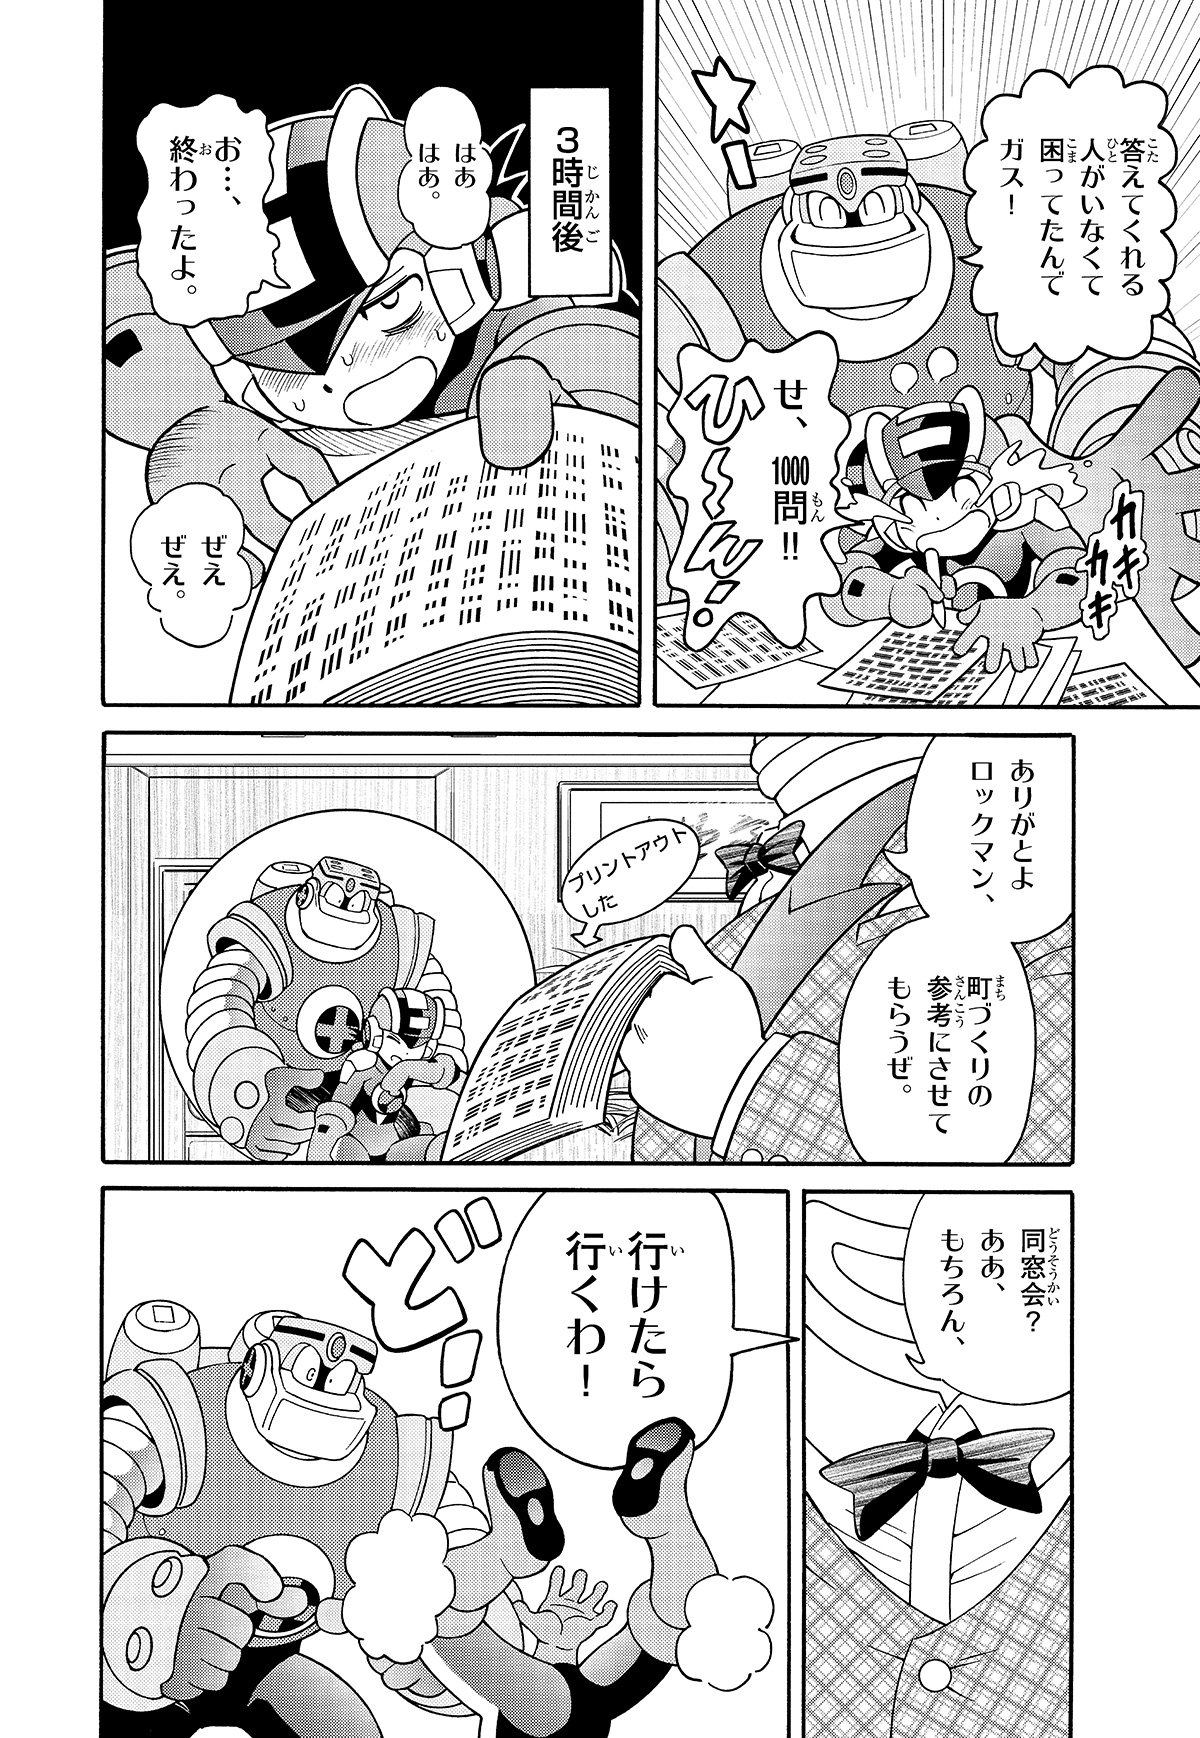 答えてくれる
人がいなくて
困ってたんで
ガス！
せ、
1000問!!
ひ〜ん！
カキ
カキ
3時間後
はあ
はあ。
お…、
終わったよ。
ぜえ
ぜえ。
ありがとよ
ロックマン、
町づくりの
参考にさせて
もらうぜ。
プリントアウト
した
同窓会？
ああ、
もちろん、
行けたら
行くわ！
ド